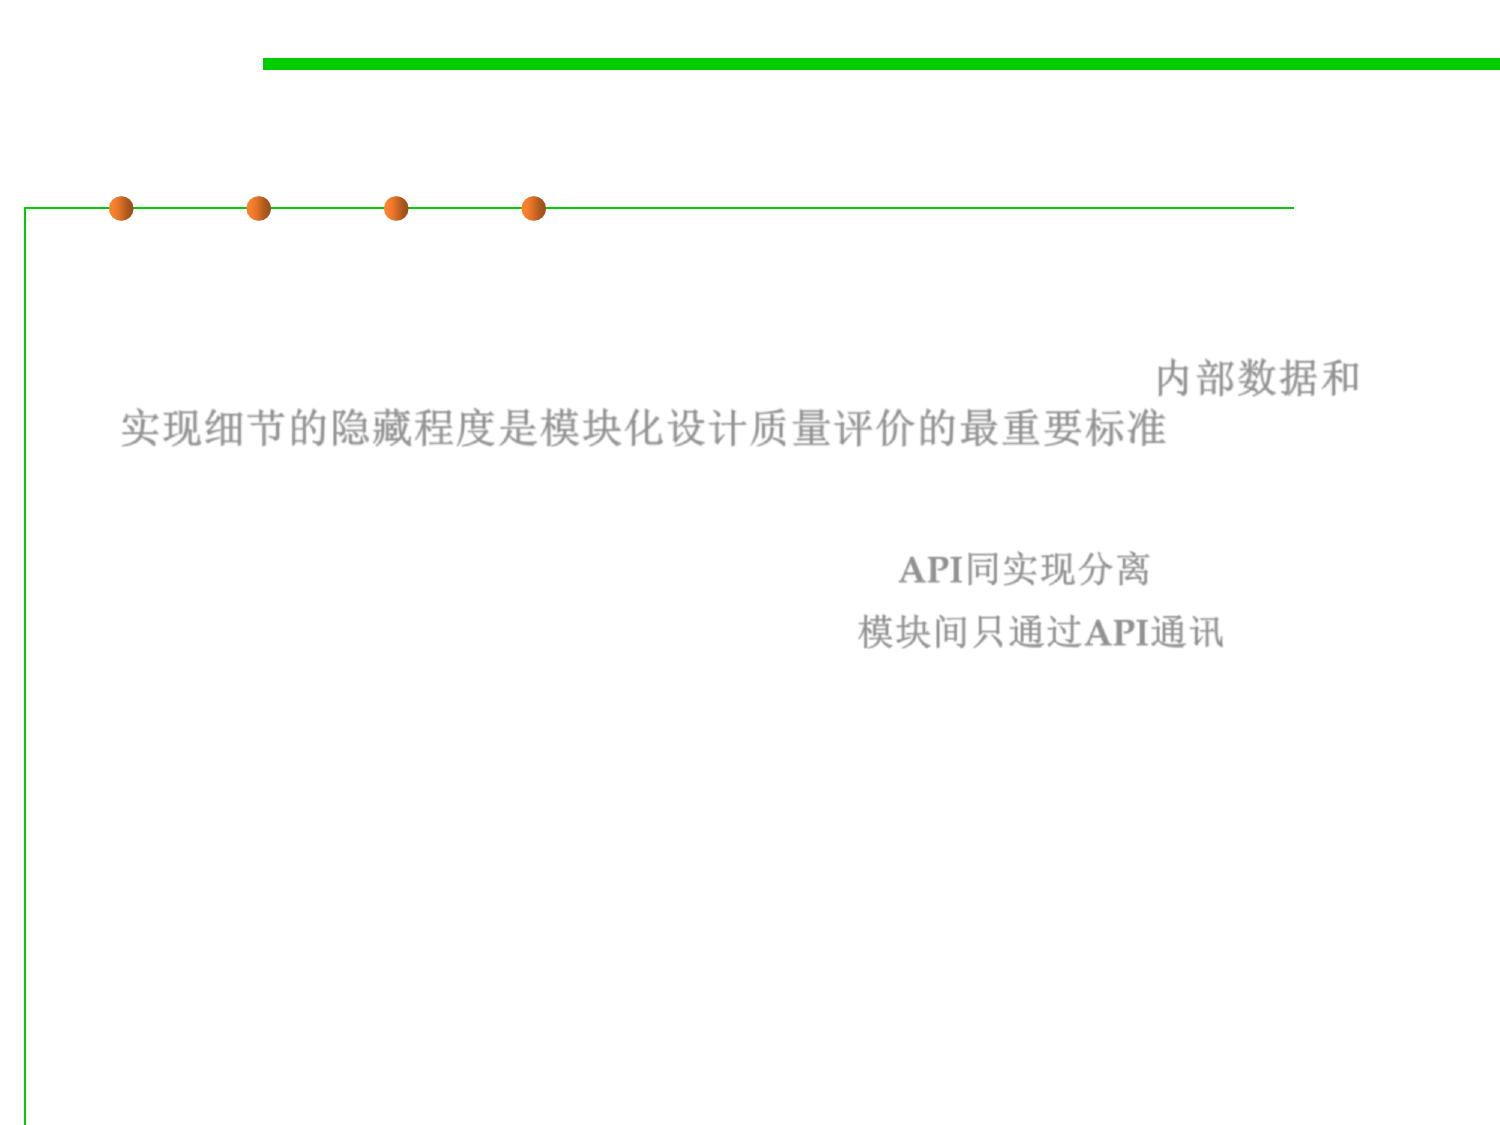 内部数据和
实现细节的隐藏程度是模块化设计质量评价的最重要标准
API同实现分离
模块间只通过API通讯